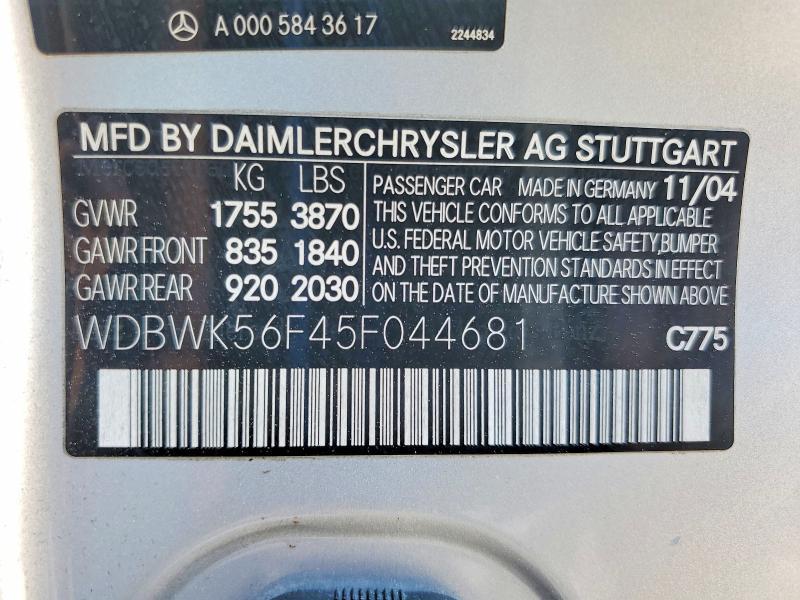 A 000 584 36 17
2244834
MFD BY DAIMLERCHRYSLER AG STUTTGART
KG LBS
GVWR 1755 3870
GAWR FRONT 835 1840
GAWR REAR 920 2030
PASSENGER CAR MADE IN GERMANY 11/04
THIS VEHICLE CONFORMS TO ALL APPLICABLE
U.S. FEDERAL MOTOR VEHICLE SAFETY,BUMPER
AND THEFT PREVENTION STANDARDS IN EFFECT
ON THE DATE OF MANUFACTURE SHOWN ABOVE
WDBWK56F45F044681
C775